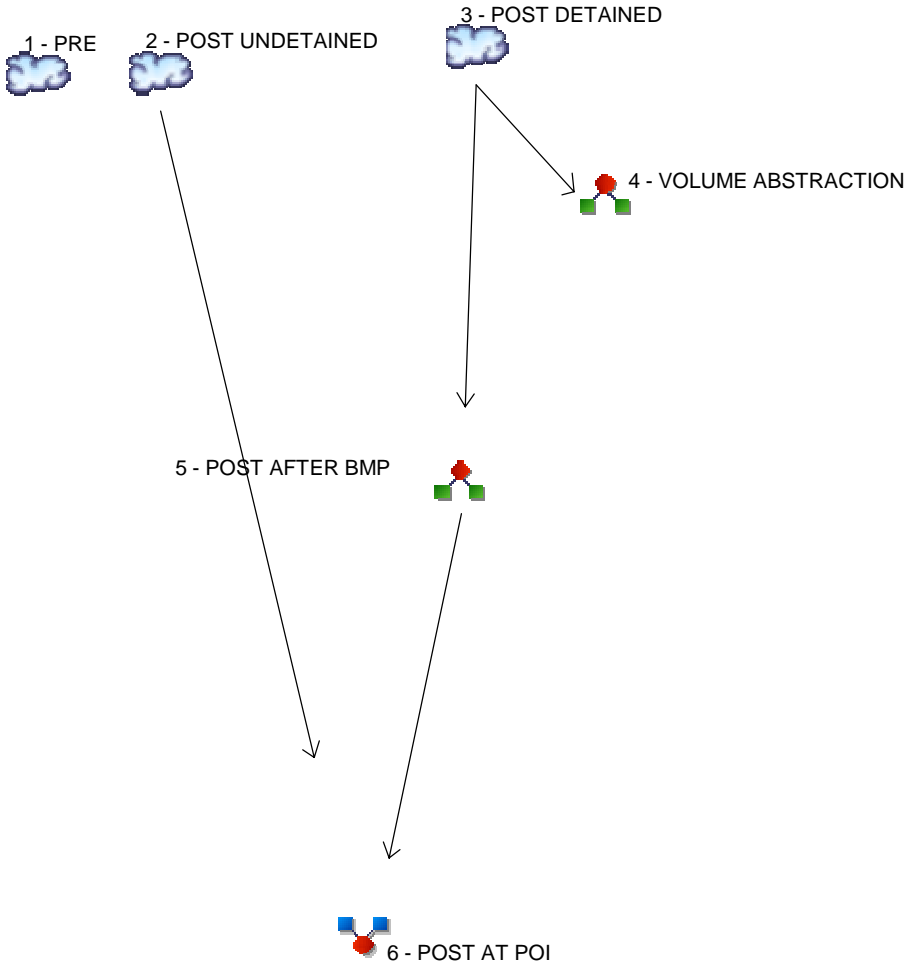 1 - PRE
2 - POST UNDETAINED
3 - POST DETAINED
4 - VOLUME ABSTRACTION
5 - POST AFTER BMP
6 - POST AT POI